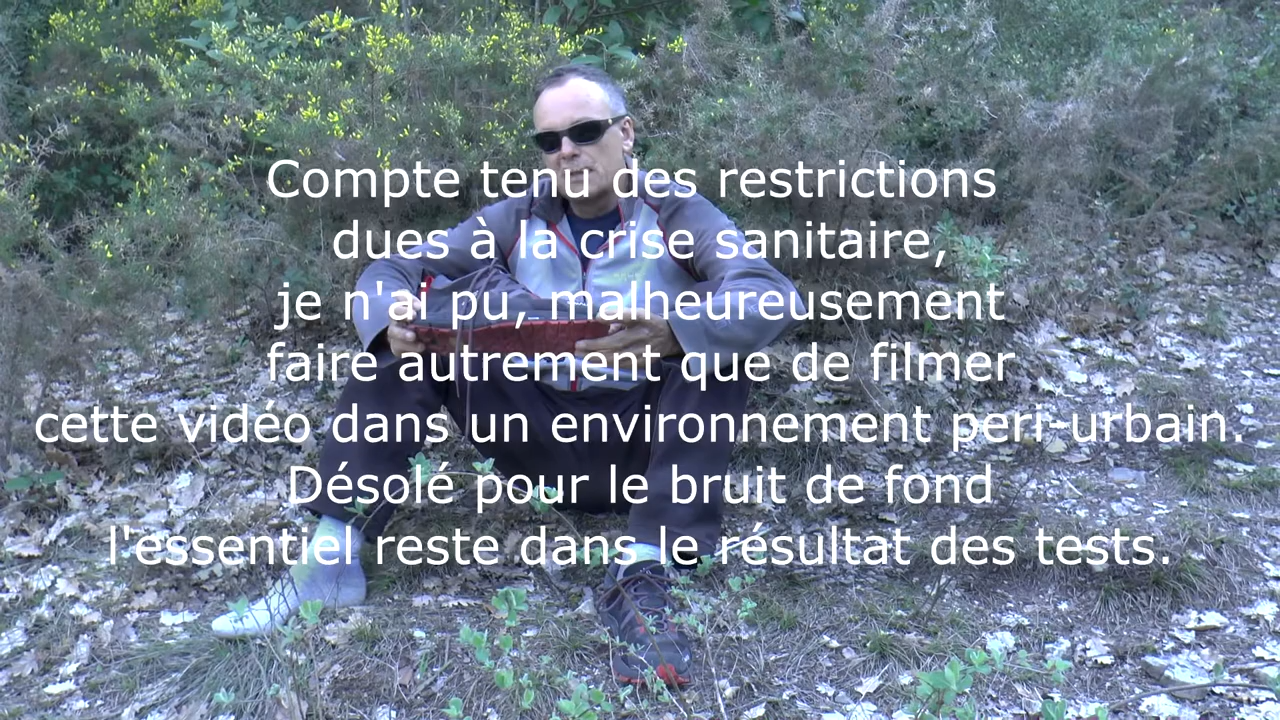 Compte tenu des restrictions
dues à la crise sanitaire,
je n'ai pu, malheureusement
faire autrement que de filmer
cette vidéo dans un environnement peri-urbain.
Désolé pour le bruit de fond
l'essentiel reste dans le résultat des tests.